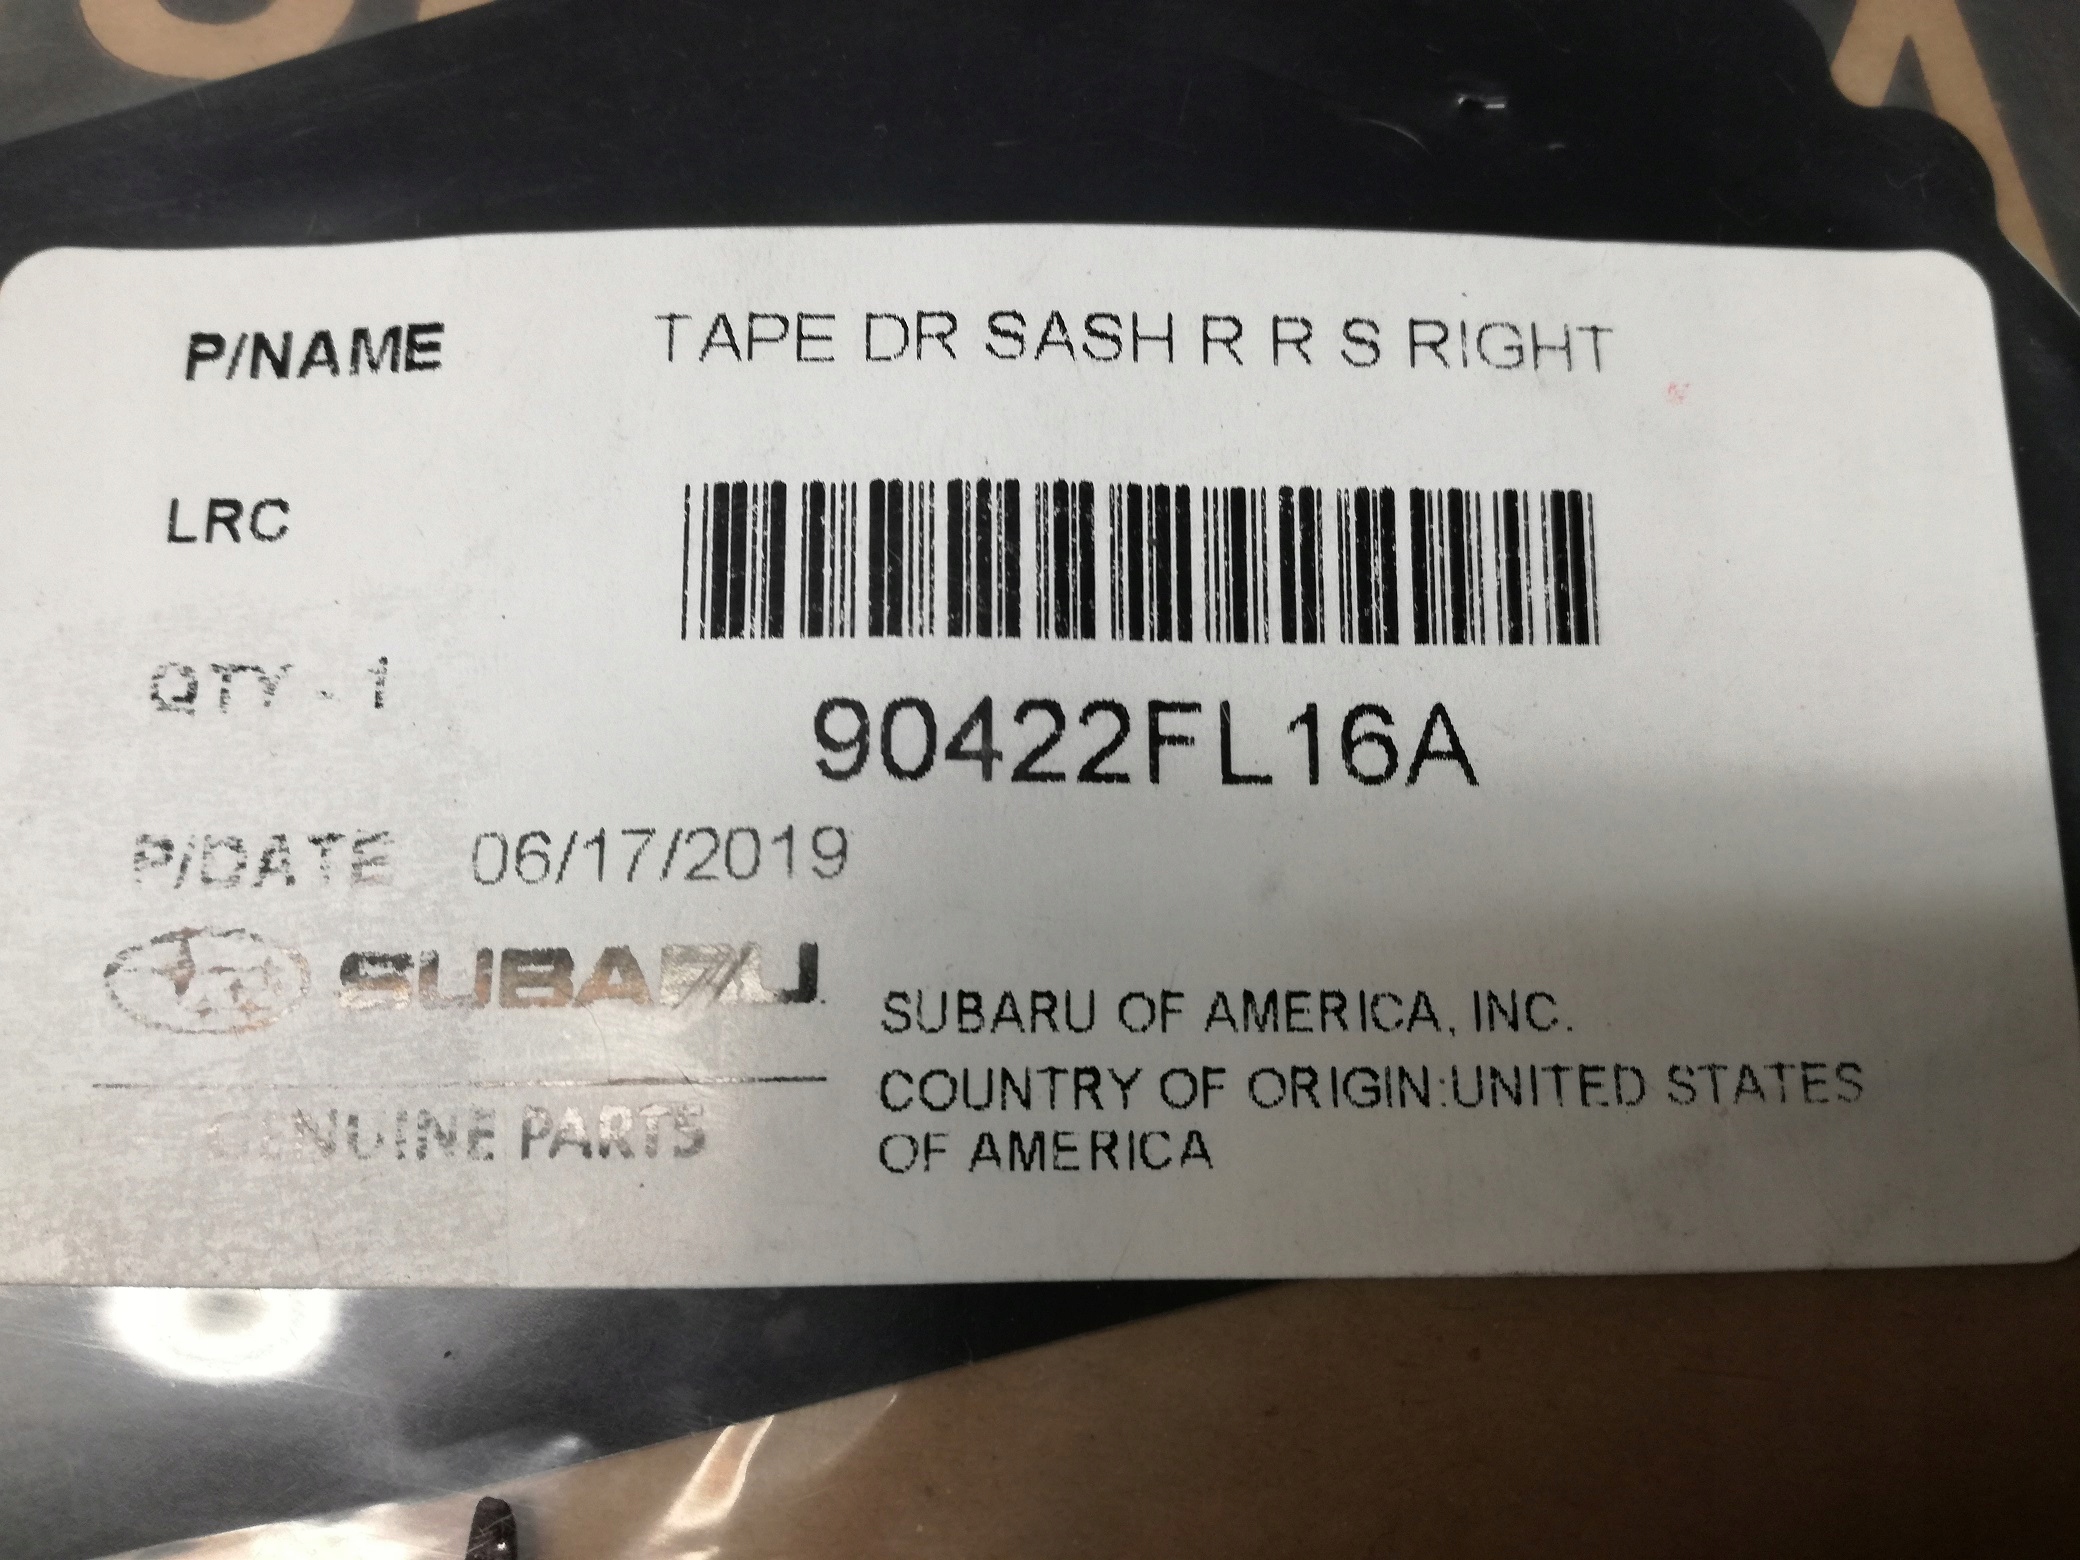 P/NAME TAPE DR SASH R R S RIGHT
LRC
QTY - 1
90422FL16A
P/DATE 06/17/2019
SUBARU
GENUINE PARTS
SUBARU OF AMERICA, INC.
COUNTRY OF ORIGIN:UNITED STATES
OF AMERICA